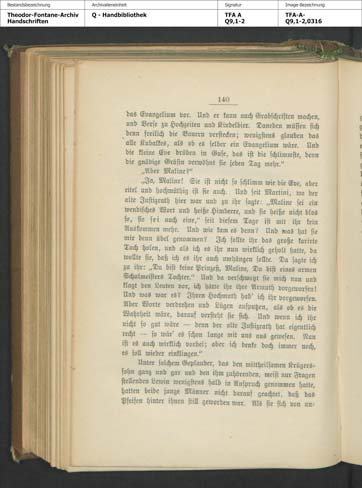 Bestandsbezeichnung
Theodor-Fontane-Archiv
Handschriften
Archivalieneinheit
Q - Handbibliothek
Signatur
TFA A
Q9,1-2
Image-Bezeichnung
TFA-A-
Q9,1-2,0316
140
das Evangelium vor. Und er kann auch Grabschriften machen,
und Verse zu Hochzeiten und Kirchelbier. Daneben müssen sich
denn freilich die Bauern verstecken; wenigstens glauben das
alle Kubalkes, als ob es selber ein Evangelium wäre. Und
die kleine Eve drüben in Guse, das ist die schlimmste, denn
die gnädige Gräfin verwöhnt sie jeden Tag mehr.“
„Aber Maline?“
„Ja, Maline! Sie ist nicht so schlimm wie die Eve, aber
eitel und hochmüthig ist sie auch. Und seit Martini, wo der
alte Justizrath hier war und zu ihr sagte: „Maline sei ein
wendisches Wort und heiße Himbeere, und sie heiße nicht blos
so, sie sei auch eine,“ seit diesem Tage ist mit ihr kein
Auskommen mehr. Und wie kam es denn? Und was hat sie
mir denn übel genommen? Ich sollte ihr das große karirte
Tuch holen, und als ich es ihr nun wirklich geholt hatte, da
wollte sie, daß ich es ihr auch umhängen sollte. Da sagte ich
zu ihr: „Du bist keine Prinzeß, Maline, Du bist eines armen
Schulmeisters Tochter.“ Und da verschwatzt sie mich nun und
klagt den Leuten vor, ich hätte ihr ihre Armuth vorgeworfen!
Und was war es? Ihren Hochmuth hab' ich ihr vorgeworfen.
Aber Worte verdrehen und Lügen aufputzen, als ob es die
Wahrheit wäre, darauf versteht sie sich. Und wenn ich ihr
nicht so gut wäre — denn der alte Justizrath hat eigentlich
recht — so wär' es schon lange mit uns aus gewesen. Nun
ist es auch wirklich vorbei; aber ich denke doch immer noch,
es soll wieder einklingen.“
Unter solchem Geplauder, das den mittheilsamen Krügers-
sohn ganz und gar und den ihm zuhörenden, meist nur Fragen
stellenden Lewin wenigstens halb in Anspruch genommen hatte,
hatten beide junge Männer nicht darauf geachtet, daß das
Pfeifen hinter ihnen still geworden war. Als sie sich von un-